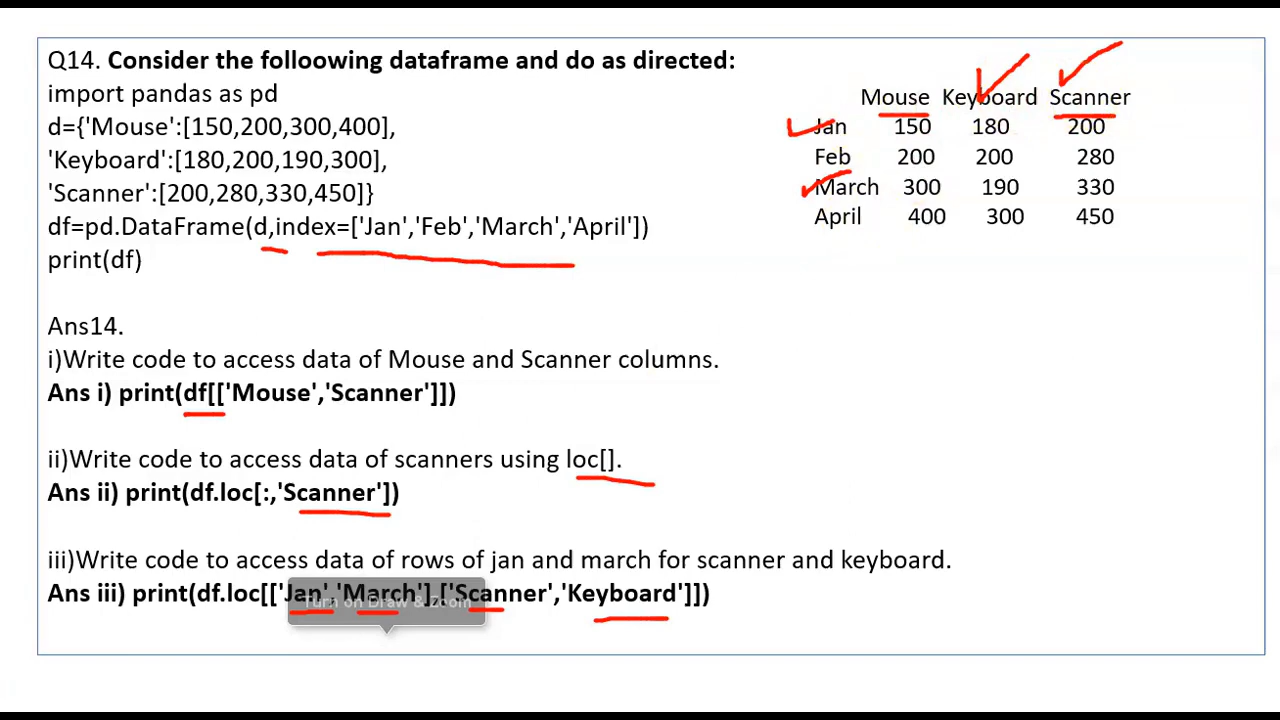 Q14. Consider the folloowing dataframe and do as directed:
import pandas as pd
d={'Mouse':[150,200,300,400],
'Keyboard':[180,200,190,300],
'Scanner':[200,280,330,450]}
df=pd.DataFrame(d,index=['Jan','Feb','March','April'])
print(df)
Mouse Keyboard Scanner
Jan 150 180 200
Feb 200 200 280
March 300 190 330
April 400 300 450
Ans14.
i)Write code to access data of Mouse and Scanner columns.
Ans i) print(df[['Mouse','Scanner']])
ii)Write code to access data of scanners using loc[].
Ans ii) print(df.loc[:,'Scanner'])
iii)Write code to access data of rows of jan and march for scanner and keyboard.
Ans iii) print(df.loc[['Jan','March'],['Scanner','Keyboard']])
Turn on Draw & Zoom